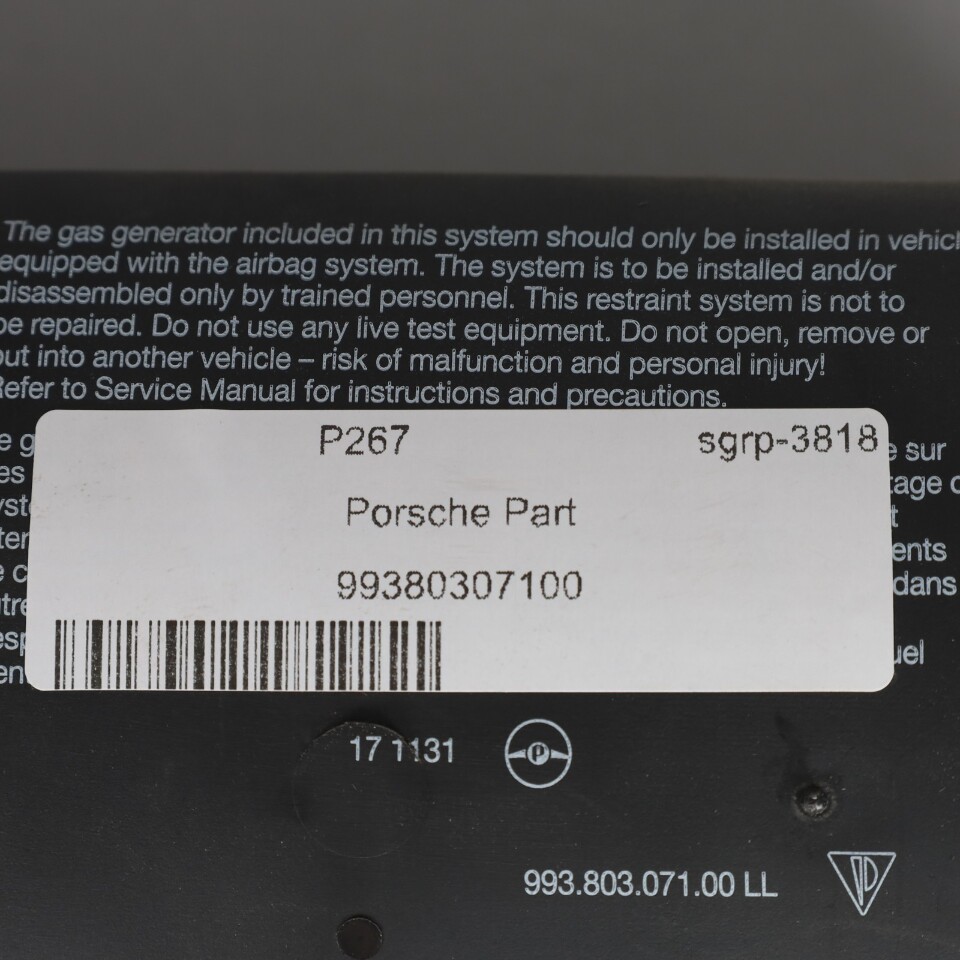 The gas generator included in this system should only be installed in
equipped with the airbag system. The system is to be installed and/or
disassembled only by trained personnel. This restraint system is not to
be repaired. Do not use any live test equipment. Do not open, remove or
put into another vehicle – risk of malfunction and personal injury!
Refer to Service Manual for instructions and precautions.
P267 sgrp-3818
sur
Porsche Part
99380307100
dans
17 1131 P
993.803.071.00 LL